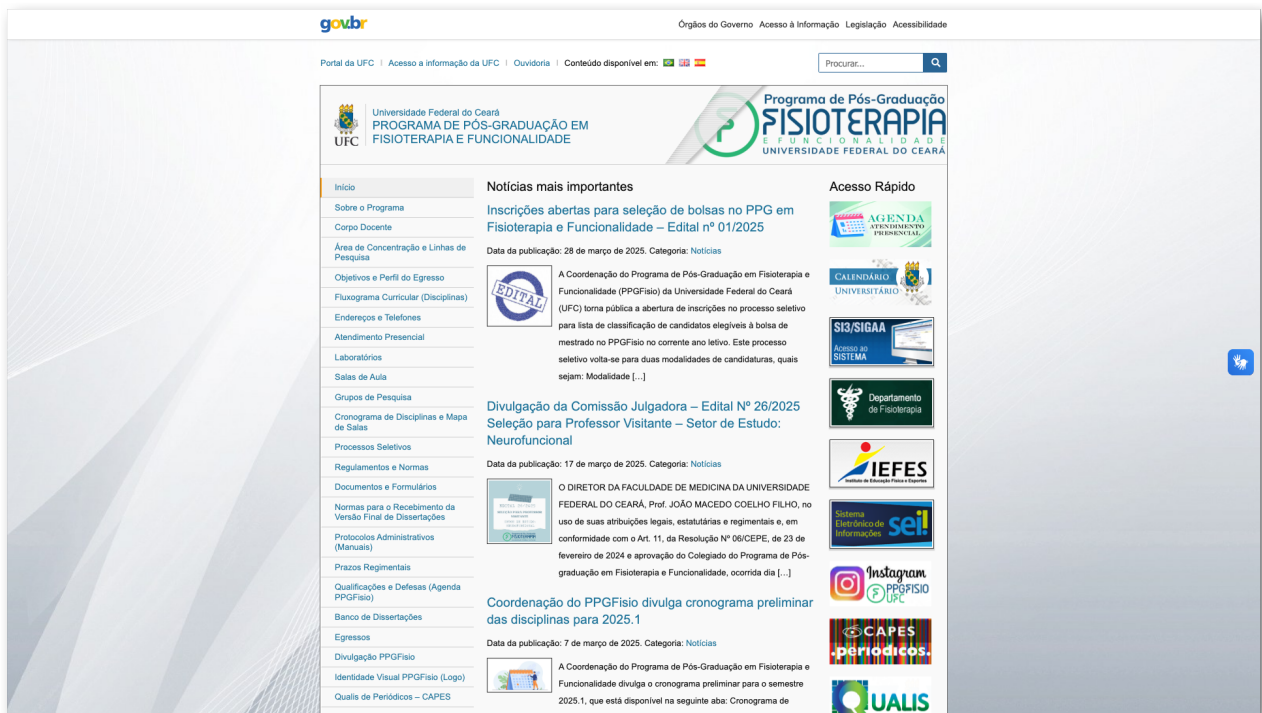 gov.br
Órgãos do Governo Acesso à Informação Legislação Acessibilidade
Portal da UFC Acesso a informação da UFC Ouvidoria Conteúdo disponível em:
Procurar...
UFC
Universidade Federal do Ceará
PROGRAMA DE PÓS-GRADUAÇÃO EM
FISIOTERAPIA E FUNCIONALIDADE
Programa de Pós-Graduação
FISIOTERAPIA
E FUNCIONALIDADE
UNIVERSIDADE FEDERAL DO CEARÁ
Início
Sobre o Programa
Corpo Docente
Área de Concentração e Linhas de
Pesquisa
Objetivos e Perfil do Egresso
Fluxograma Curricular (Disciplinas)
Endereços e Telefones
Atendimento Presencial
Laboratórios
Salas de Aula
Grupos de Pesquisa
Cronograma de Disciplinas e Mapa
de Salas
Processos Seletivos
Regulamentos e Normas
Documentos e Formulários
Normas para o Recebimento da
Versão Final de Dissertações
Protocolos Administrativos
(Manuais)
Prazos Regimentais
Qualificações e Defesas (Agenda
PPGFisio)
Banco de Dissertações
Egressos
Divulgação PPGFisio
Identidade Visual PPGFisio (Logo)
Qualis de Periódicos – CAPES
Notícias mais importantes
Inscrições abertas para seleção de bolsas no PPG em
Fisioterapia e Funcionalidade – Edital nº 01/2025
Data da publicação: 28 de março de 2025. Categoria: Notícias
EDITAL
A Coordenação do Programa de Pós-Graduação em Fisioterapia e
Funcionalidade (PPGFisio) da Universidade Federal do Ceará
(UFC) torna pública a abertura de inscrições no processo seletivo
para lista de classificação de candidatos elegíveis à bolsa de
mestrado no PPGFisio no corrente ano letivo. Este processo
seletivo volta-se para duas modalidades de candidaturas, quais
sejam: Modalidade [...]
Divulgação da Comissão Julgadora – Edital Nº 26/2025
Seleção para Professor Visitante – Setor de Estudo:
Neurofuncional
Data da publicação: 17 de março de 2025. Categoria: Notícias
O DIRETOR DA FACULDADE DE MEDICINA DA UNIVERSIDADE
FEDERAL DO CEARÁ, Prof. JOÃO MACEDO COELHO FILHO, no
uso de suas atribuições legais, estatutárias e regimentais e, em
conformidade com o Art. 11, da Resolução Nº 06/CEPE, de 23 de
fevereiro de 2024 e aprovação do Colegiado do Programa de Pós-
graduação em Fisioterapia e Funcionalidade, ocorrida dia [...]
Coordenação do PPGFisio divulga cronograma preliminar
das disciplinas para 2025.1
Data da publicação: 7 de março de 2025. Categoria: Notícias
A Coordenação do Programa de Pós-Graduação em Fisioterapia e
Funcionalidade divulga o cronograma preliminar para o semestre
2025.1, que está disponível na seguinte aba: Cronograma de
Acesso Rápido
AGENDA
ATENDIMENTO
PRESENCIAL
CALENDÁRIO
UNIVERSITÁRIO
SI3/SIGAA
Acesso ao
SISTEMA
Departamento
de Fisioterapia
IEFES
Instituto de Educação Física e Esportes
Sistema
Eletrônico de
Informações
sei!
Instagram
PPGFISIO
UFC
CAPES
.periodicos.
QUALIS